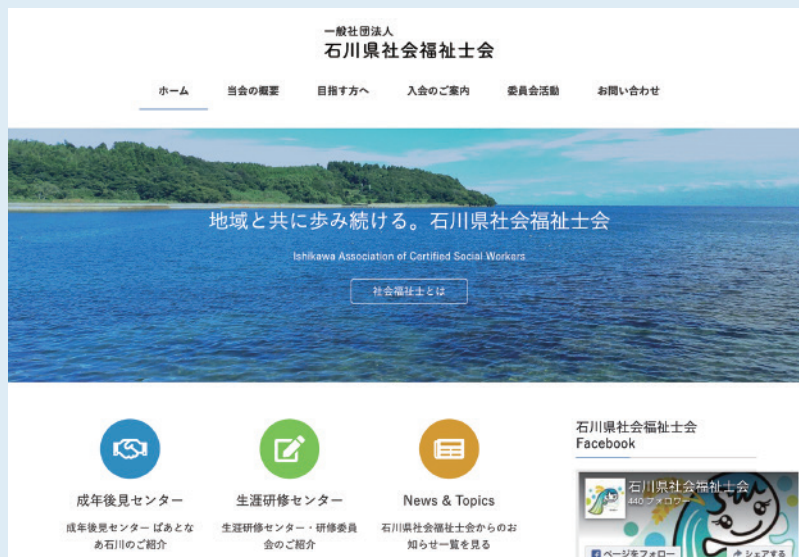 一般社団法人
石川県社会福祉士会
ホーム 当会の概要 目指す方へ 入会のご案内 委員会活動 お問い合わせ
地域と共に歩み続ける。石川県社会福祉士会
Ishikawa Association of Certified Social Workers
社会福祉士とは
成年後見センター
成年後見センター ぱあとな
あ石川のご紹介
生涯研修センター
生涯研修センター・研修委員
会のご紹介
News & Topics
石川県社会福祉士会からのお
知らせ一覧を見る
石川県社会福祉士会
Facebook
石川県社会福祉士会
440 フォロワー
ページをフォロー
シェアする